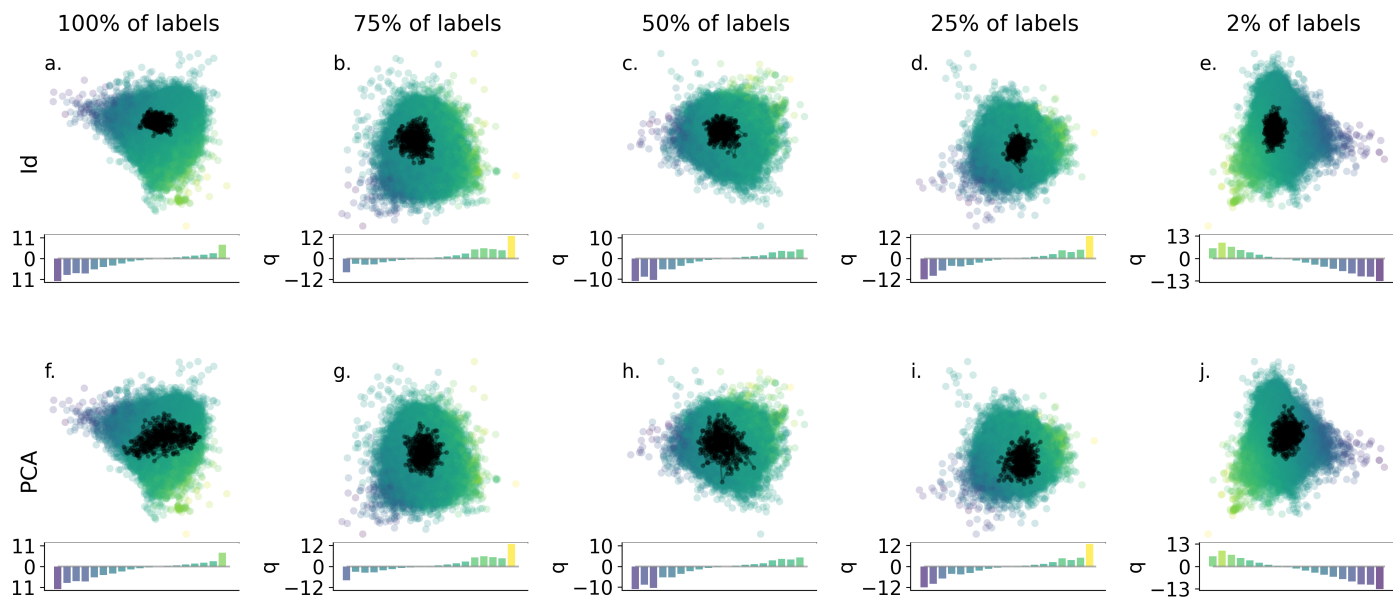 100% of labels 75% of labels 50% of labels 25% of labels 2% of labels
a. b. c. d. e.
Id
11 q 12 q 10 q 12 q 13
0 0 0 0 0
11 −12 −10 −12 −13
f. g. h. i. j.
PCA
11 q 12 q 10 q 12 q 13
0 0 0 0 0
11 −12 −10 −12 −13